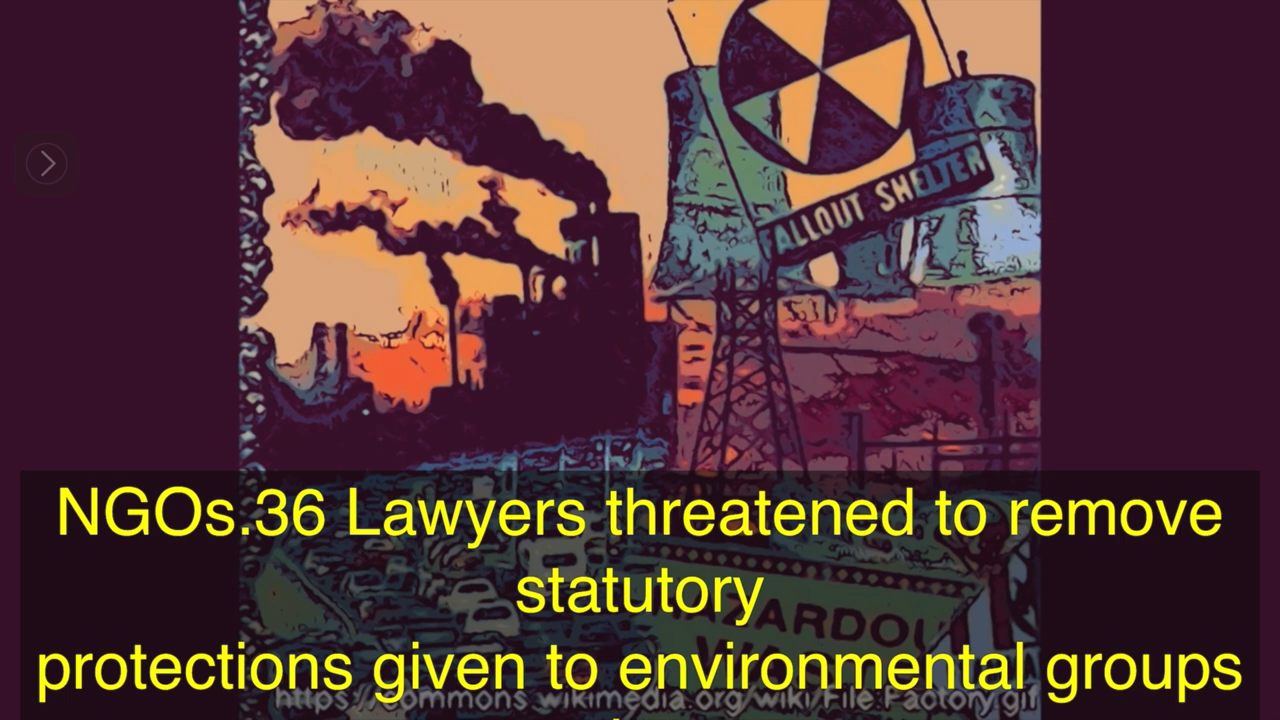 FALLOUT SHELTER
NGOs.36 Lawyers threatened to remove
statutory
HAZARDOU
protections given to environmental groups
https://commons.wikimedia.org/wiki/File:Factory.gif